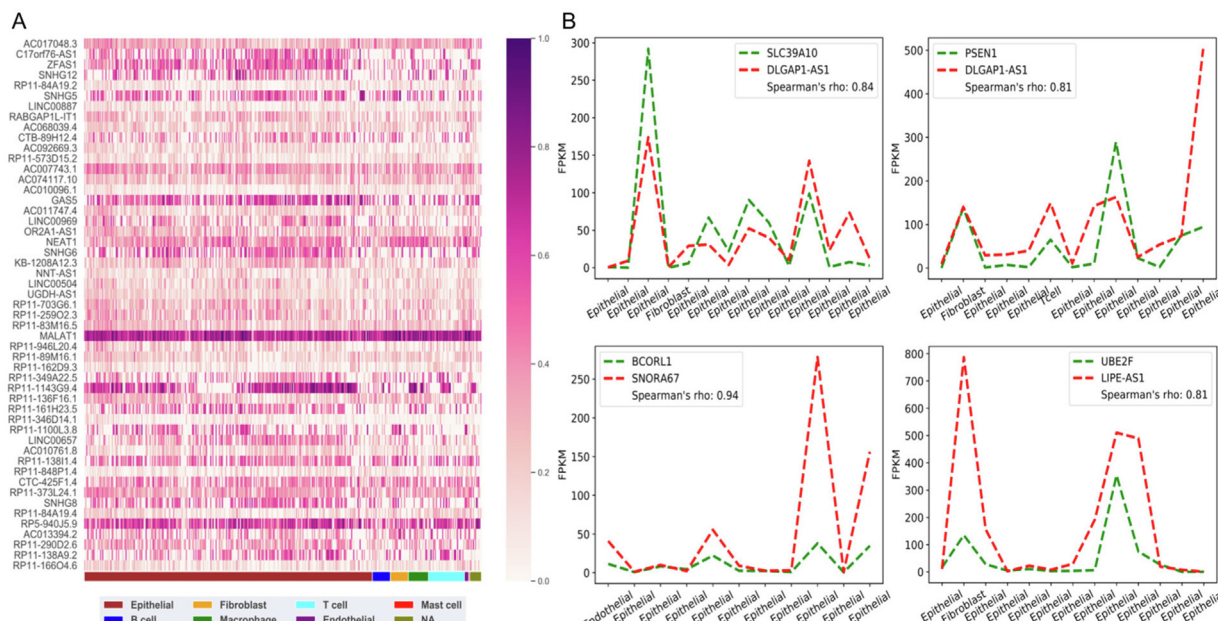 A
AC017048.3
C17orf76-AS1
ZFAS1
SNHG12
RP11-84A19.2
SNHG5
LINC00887
RABGAP1L-IT1
AC068039.4
CTB-89H12.4
AC092669.3
RP11-573D15.2
AC007743.1
AC074117.10
AC010096.1
GAS5
AC011747.4
LINC00969
OR2A1-AS1
NEAT1
SNHG6
KB-1208A12.3
NNT-AS1
LINC00504
UGDH-AS1
RP11-703G6.1
RP11-259O2.3
RP11-83M16.5
MALAT1
RP11-946L20.4
RP11-89M16.1
RP11-162D9.3
RP11-349A22.5
RP11-1143G9.4
RP11-136F16.1
RP11-161H23.5
RP11-346D14.1
RP11-1100L3.8
LINC00657
AC010761.8
RP11-138I1.4
RP11-848P1.4
CTC-425F1.4
RP11-373L24.1
SNHG8
RP11-84A19.4
RP5-940J5.9
AC013394.2
RP11-290D2.6
RP11-138A9.2
RP11-166O4.6
1.0
0.8
0.6
0.4
0.2
0.0
Epithelial Fibroblast T cell Mast cell
B cell Macrophage Endothelial NA
B
300
250
200
150
100
50
0
FPKM
SLC39A10
DLGAP1-AS1
Spearman's rho: 0.84
Epithelial Epithelial Epithelial Fibroblast Epithelial Epithelial Epithelial Epithelial Epithelial Epithelial Epithelial Epithelial Epithelial Epithelial
500
400
300
200
100
0
FPKM
PSEN1
DLGAP1-AS1
Spearman's rho: 0.81
Epithelial Fibroblast Epithelial Epithelial Epithelial TCell Epithelial Epithelial Epithelial Epithelial Epithelial Epithelial Epithelial
250
200
150
100
50
0
FPKM
BCORL1
SNORA67
Spearman's rho: 0.94
Endothelial Epithelial Epithelial Epithelial Epithelial Epithelial Epithelial Epithelial Epithelial Epithelial Epithelial
800
700
600
500
400
300
200
100
0
FPKM
UBE2F
LIPE-AS1
Spearman's rho: 0.81
Epithelial Fibroblast Epithelial Epithelial Epithelial Epithelial Epithelial Epithelial Epithelial Epithelial Epithelial Epithelial Epithelial